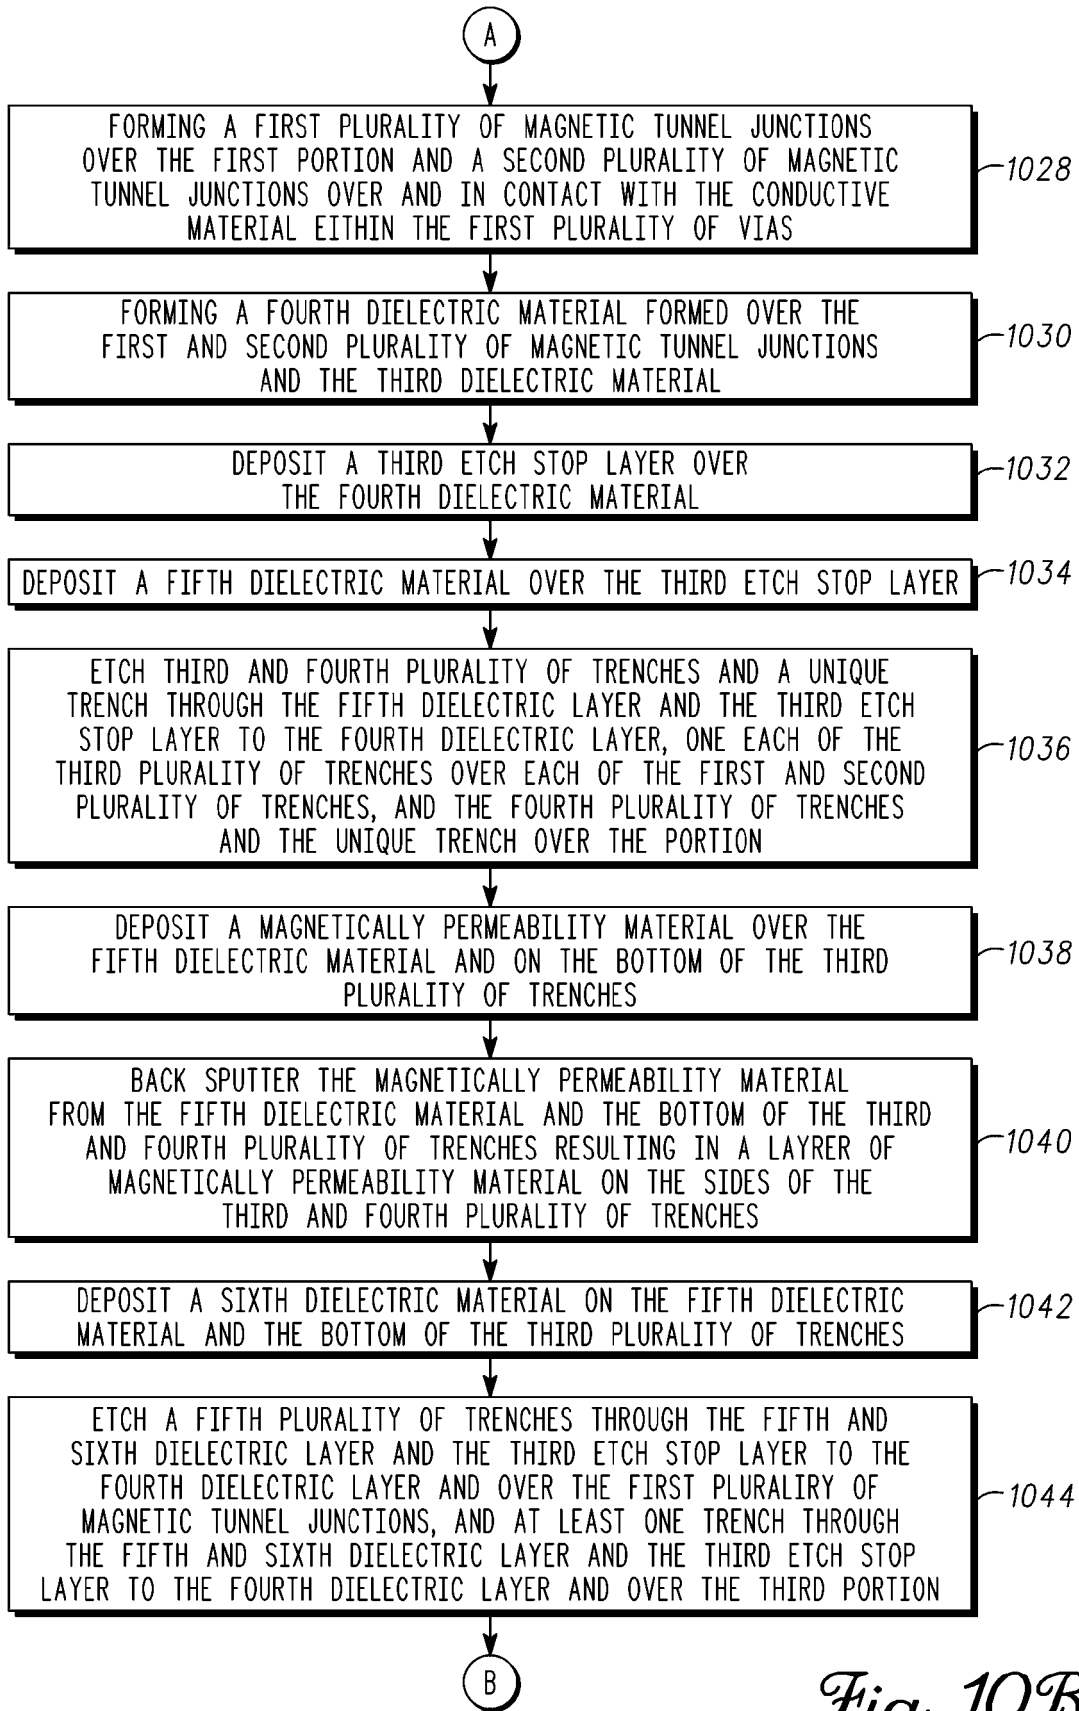 A
FORMING A FIRST PLURALITY OF MAGNETIC TUNNEL JUNCTIONS
OVER THE FIRST PORTION AND A SECOND PLURALITY OF MAGNETIC
TUNNEL JUNCTIONS OVER AND IN CONTACT WITH THE CONDUCTIVE
MATERIAL EITHIN THE FIRST PLURALITY OF VIAS
1028
FORMING A FOURTH DIELECTRIC MATERIAL FORMED OVER THE
FIRST AND SECOND PLURALITY OF MAGNETIC TUNNEL JUNCTIONS
AND THE THIRD DIELECTRIC MATERIAL
1030
DEPOSIT A THIRD ETCH STOP LAYER OVER
THE FOURTH DIELECTRIC MATERIAL
1032
DEPOSIT A FIFTH DIELECTRIC MATERIAL OVER THE THIRD ETCH STOP LAYER
1034
ETCH THIRD AND FOURTH PLURALITY OF TRENCHES AND A UNIQUE
TRENCH THROUGH THE FIFTH DIELECTRIC LAYER AND THE THIRD ETCH
STOP LAYER TO THE FOURTH DIELECTRIC LAYER, ONE EACH OF THE
THIRD PLURALITY OF TRENCHES OVER EACH OF THE FIRST AND SECOND
PLURALITY OF TRENCHES, AND THE FOURTH PLURALITY OF TRENCHES
AND THE UNIQUE TRENCH OVER THE PORTION
1036
DEPOSIT A MAGNETICALLY PERMEABILITY MATERIAL OVER THE
FIFTH DIELECTRIC MATERIAL AND ON THE BOTTOM OF THE THIRD
PLURALITY OF TRENCHES
1038
BACK SPUTTER THE MAGNETICALLY PERMEABILITY MATERIAL
FROM THE FIFTH DIELECTRIC MATERIAL AND THE BOTTOM OF THE THIRD
AND FOURTH PLURALITY OF TRENCHES RESULTING IN A LAYRER OF
MAGNETICALLY PERMEABILITY MATERIAL ON THE SIDES OF THE
THIRD AND FOURTH PLURALITY OF TRENCHES
1040
DEPOSIT A SIXTH DIELECTRIC MATERIAL ON THE FIFTH DIELECTRIC
MATERIAL AND THE BOTTOM OF THE THIRD PLURALITY OF TRENCHES
1042
ETCH A FIFTH PLURALITY OF TRENCHES THROUGH THE FIFTH AND
SIXTH DIELECTRIC LAYER AND THE THIRD ETCH STOP LAYER TO THE
FOURTH DIELECTRIC LAYER AND OVER THE FIRST PLURALIRY OF
MAGNETIC TUNNEL JUNCTIONS, AND AT LEAST ONE TRENCH THROUGH
THE FIFTH AND SIXTH DIELECTRIC LAYER AND THE THIRD ETCH STOP
LAYER TO THE FOURTH DIELECTRIC LAYER AND OVER THE THIRD PORTION
1044
B
Fig. 10B